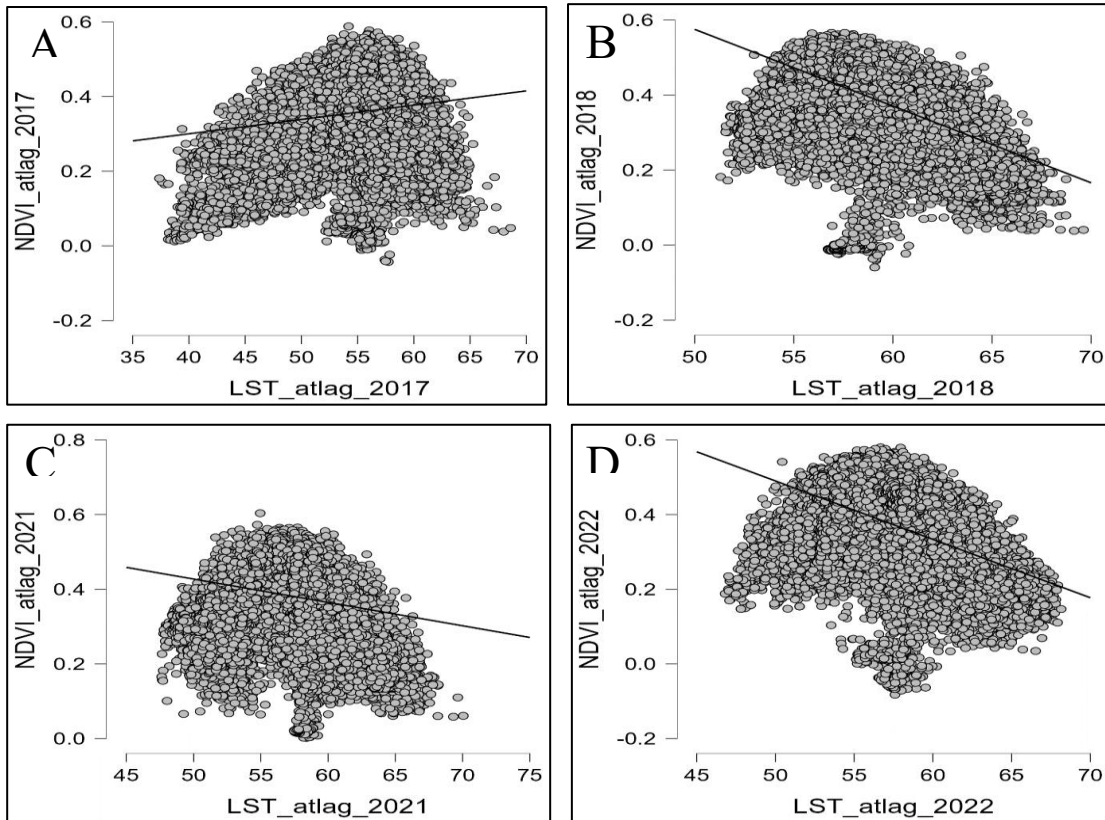 A
0.6
0.4
0.2
0.0
-0.2
NDVI_atlag_2017
35 40 45 50 55 60 65 70
LST_atlag_2017
B
0.6
0.4
0.2
0.0
-0.2
NDVI_atlag_2018
50 55 60 65 70
LST_atlag_2018
C
0.8
0.6
0.4
0.2
0.0
NDVI_atlag_2021
45 50 55 60 65 70 75
LST_atlag_2021
D
0.6
0.4
0.2
0.0
-0.2
NDVI_atlag_2022
45 50 55 60 65 70
LST_atlag_2022